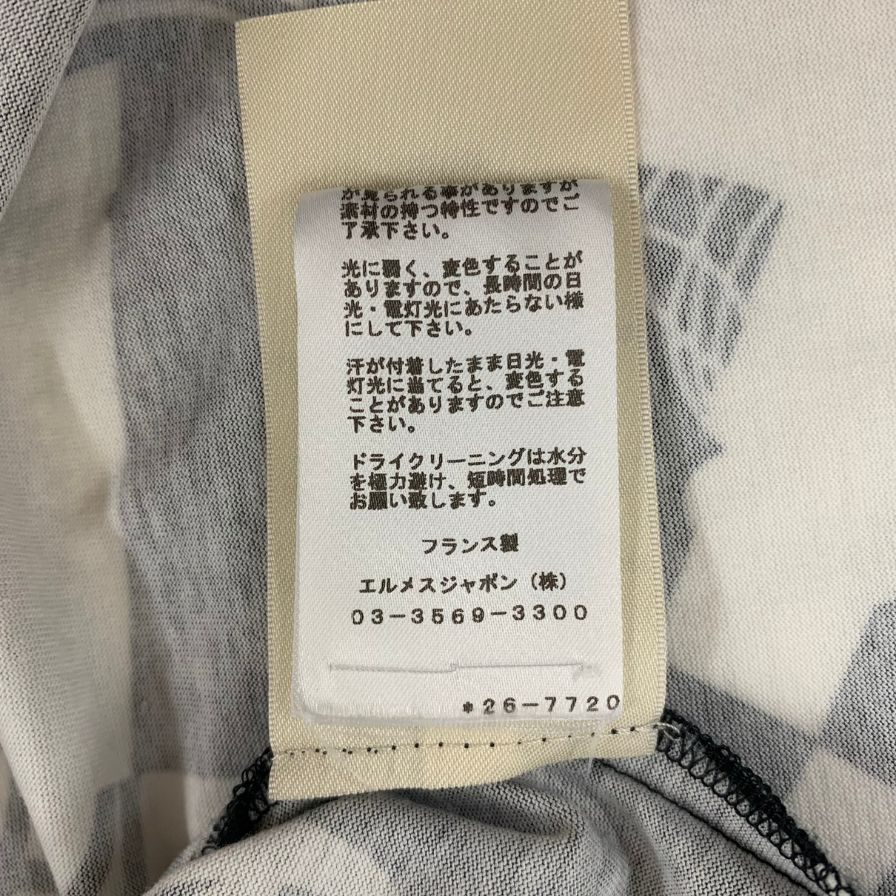 が見られる事がありますが
素材の持つ特性ですのでご
了承下さい。
光に弱く、変色することが
ありますので、長時間の日
光・電灯光にあたらない様
にして下さい。
汗が付着したまま日光・電
灯光に当てると、変色する
ことがありますのでご注意
下さい。
ドライクリーニングは水分
を極力避け、短時間処理で
お願い致します。
フランス製
エルメスジャポン（株）
03-3569-3300
*26-7720